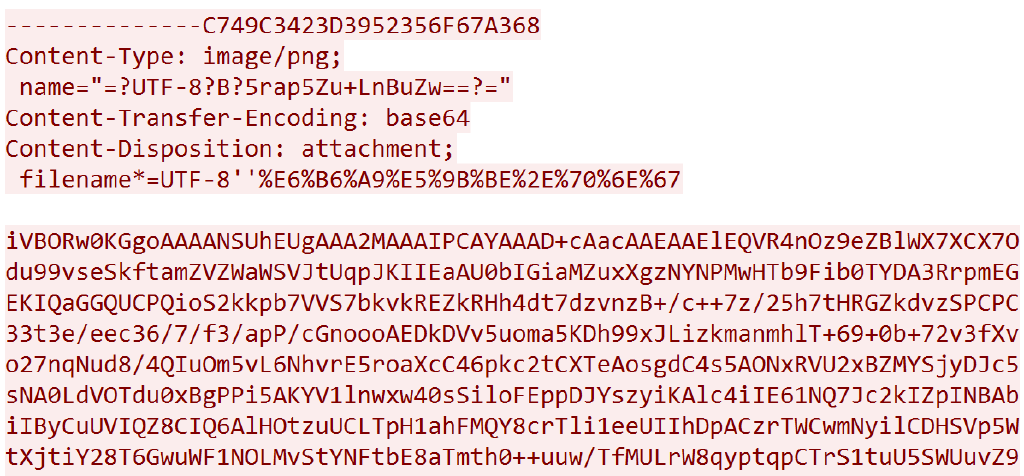 --------------C749C3423D3952356F67A368
Content-Type: image/png;
 name="=?UTF-8?B?5rap5Zu+LnBuZw==?="
Content-Transfer-Encoding: base64
Content-Disposition: attachment;
 filename*=UTF-8''%E6%B6%A9%E5%9B%BE%2E%70%6E%67

iVBORw0KGgoAAAANSUhEUgAAA2MAAAIPCAYAAAD+cAacAAEAAElEQVR4nOz9eZBlWX7XCX7O
du99vseSkftamZVZWaWSVJtUqpJKIIEaAU0bIGiaMZuxXgzNYNPMwHTb9Fib0TYDA3RrpmEG
EKIQaGGQUCPQioS2kkpb7VVS7bkvkREZkRHh4dt7dzvnzB+/c++7z/25h7tHRGZkdvzSPCPC
33t3e/eec36/7/f3/apP/cGnoooAEDkDVv5uoma5KDh99xJLizkmanmhlT+69+0b+72v3fXv
o27nqNud8/4QIuOm5vL6NhvrE5roaXcC46pkc2tCXTeAosgdC4s5AONxRVU2xBZMYSjyDJc5
sNA0LdVOTdu0xBgPPi5AKYV1lnwxw40sSiloFEppDJYszyiKAlc4iIE61NQ7Jc2kIZpINBAb
iIByCuUVIQZ8CIQ6AlHOtzuUCLTpH1ahFMQY8crTli1eeUIIhDpACzrTWCwmNyilCDHSVp5W
tXjtiY28T6GwuWF1NOLMvStYNFtbE8aTmth0++uuw/TfMULrW8qyptqpCTrS1tuU5SWUuvZ9